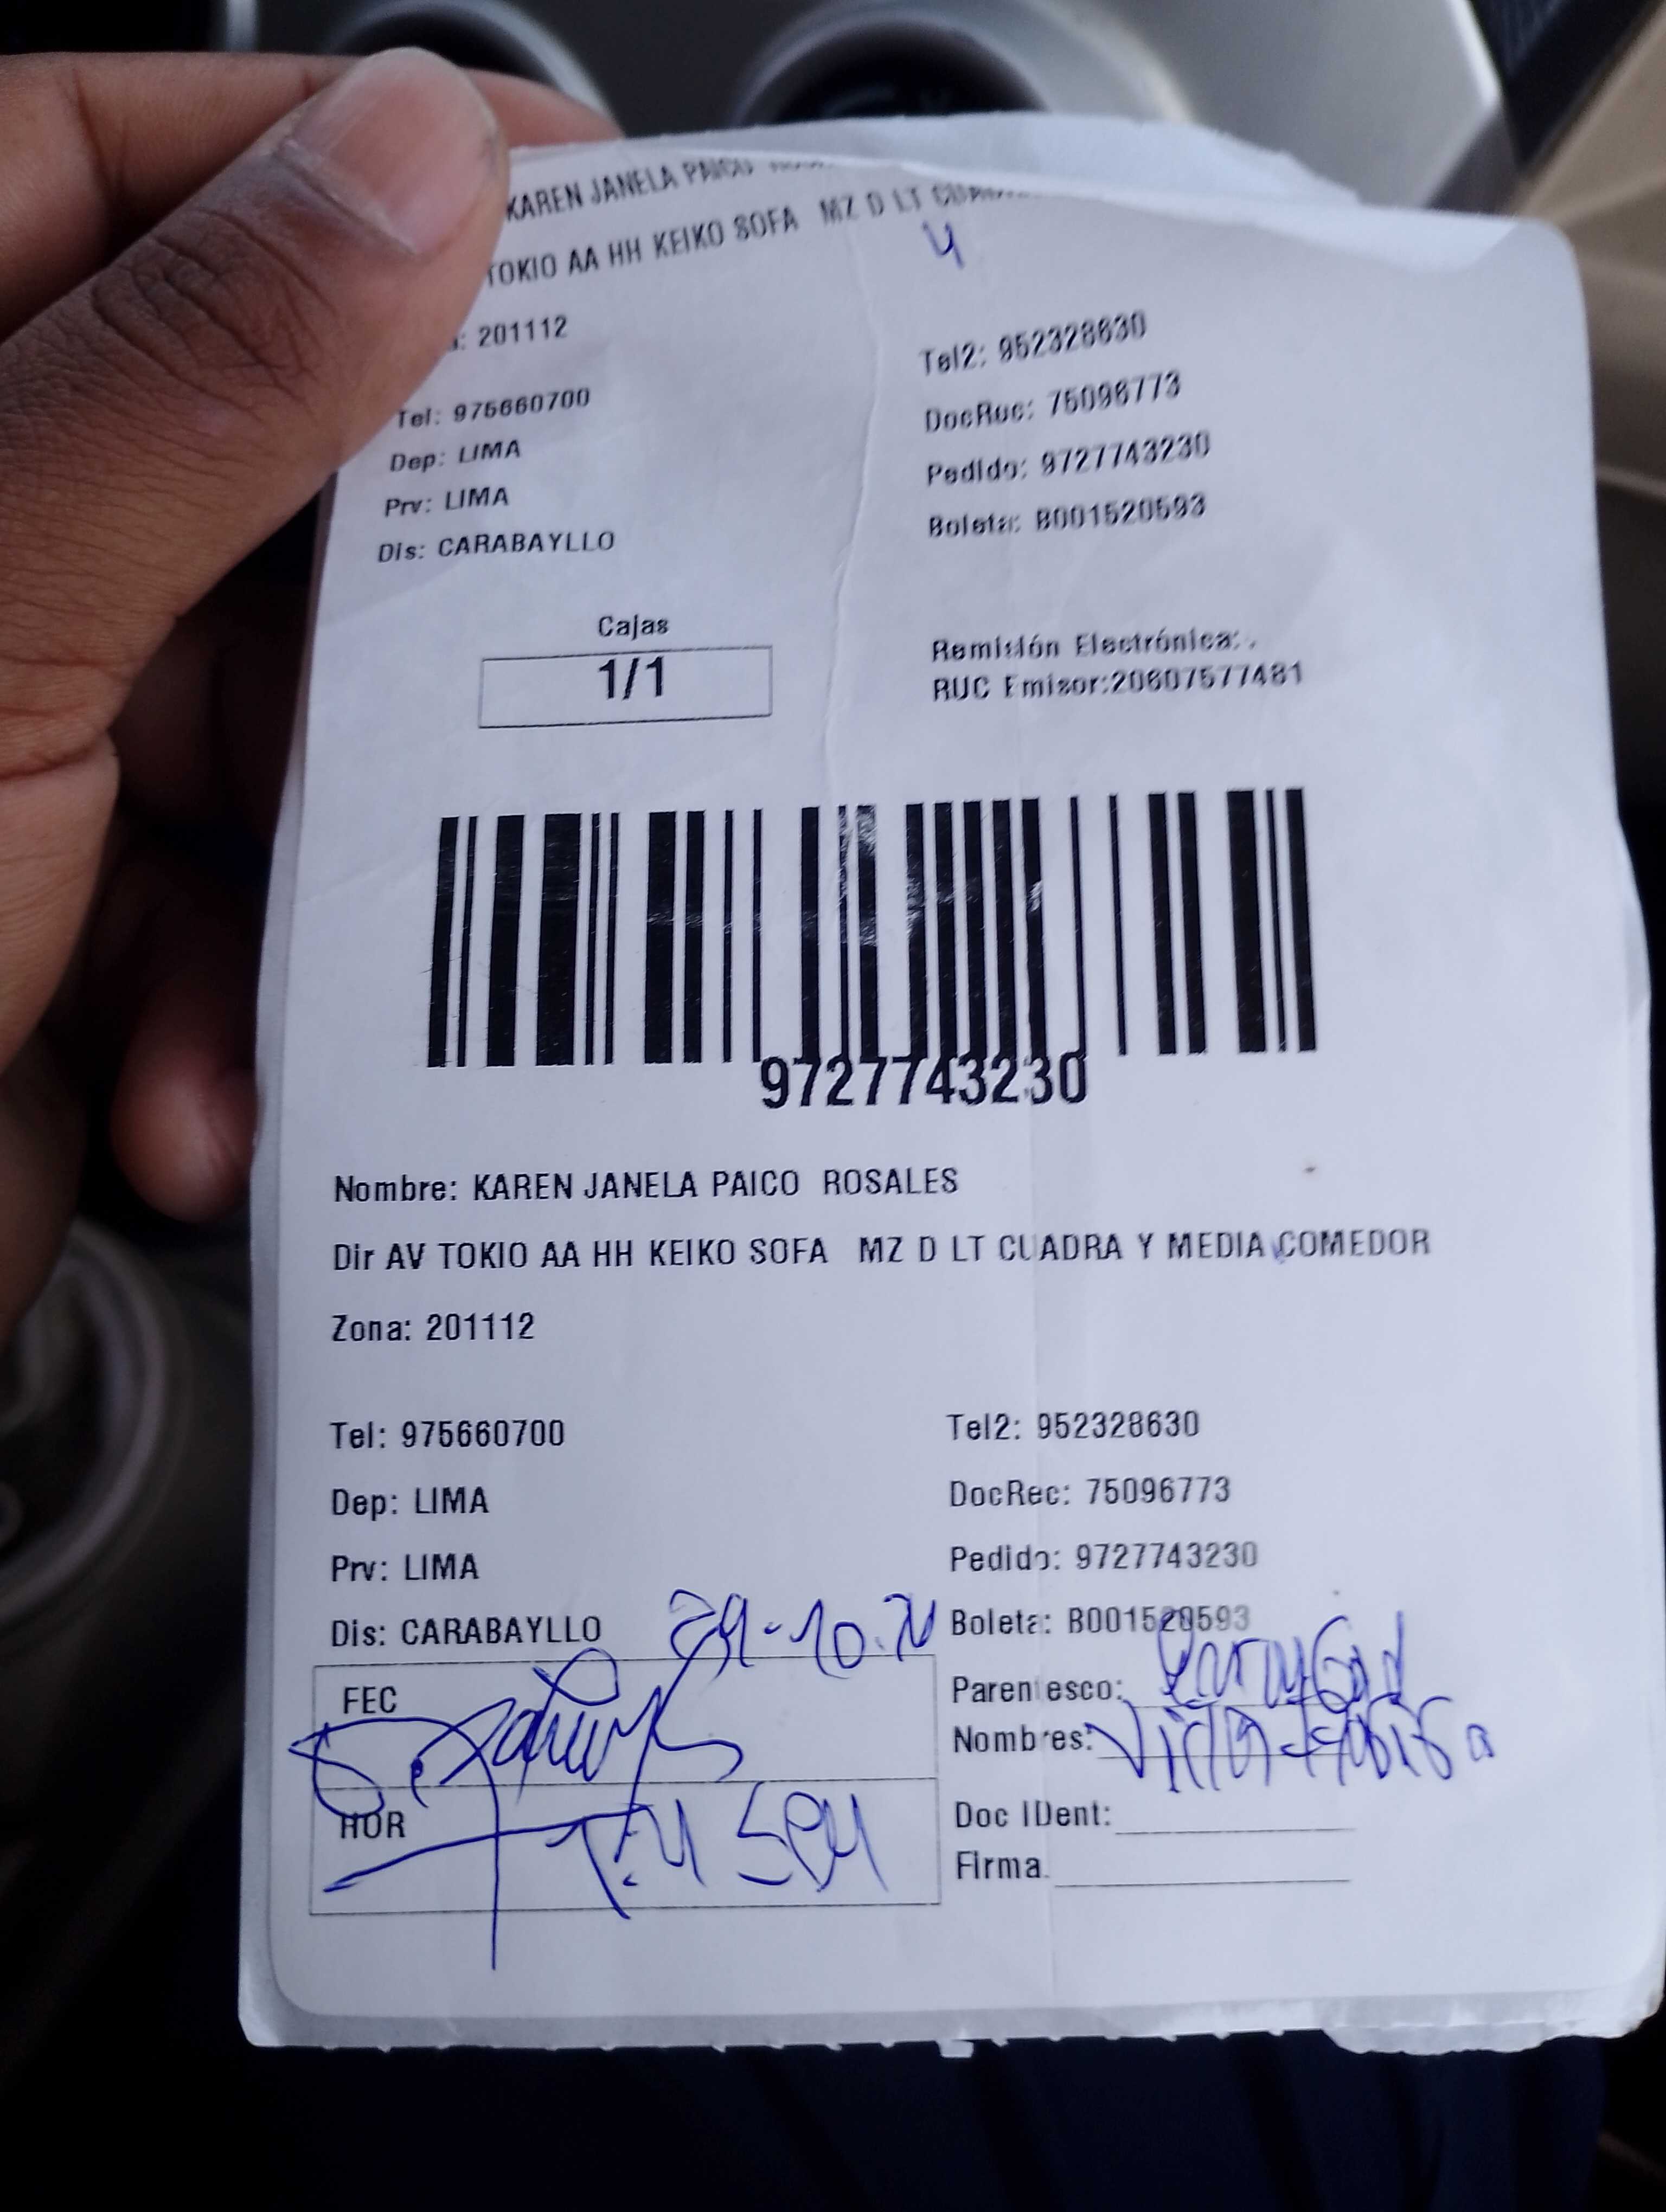 KAREN JANELA PAICO
TOKIO AA HH KEIKO SOFA MZ D LT
4
: 201112
Tel: 975660700
Tel2: 952328630
Dep: LIMA
DocRec: 75096773
Prv: LIMA
Pedido: 9727743230
Dis: CARABAYLLO
Boleta: B001520593
Cajas
1/1
Remisión Electrónica: .
RUC Emisor:20607577481
9727743230
Nombre: KAREN JANELA PAICO ROSALES
Dir AV TOKIO AA HH KEIKO SOFA MZ D LT CUADRA Y MEDIA COMEDOR
Zona: 201112
Tel: 975660700
Tel2: 952328630
Dep: LIMA
DocRec: 75096773
Prv: LIMA
Pedido: 9727743230
Dis: CARABAYLLO
Boleta: B001520593
FEC
Parentesco:
Nombres:
HOR
Doc IDent:
Firma